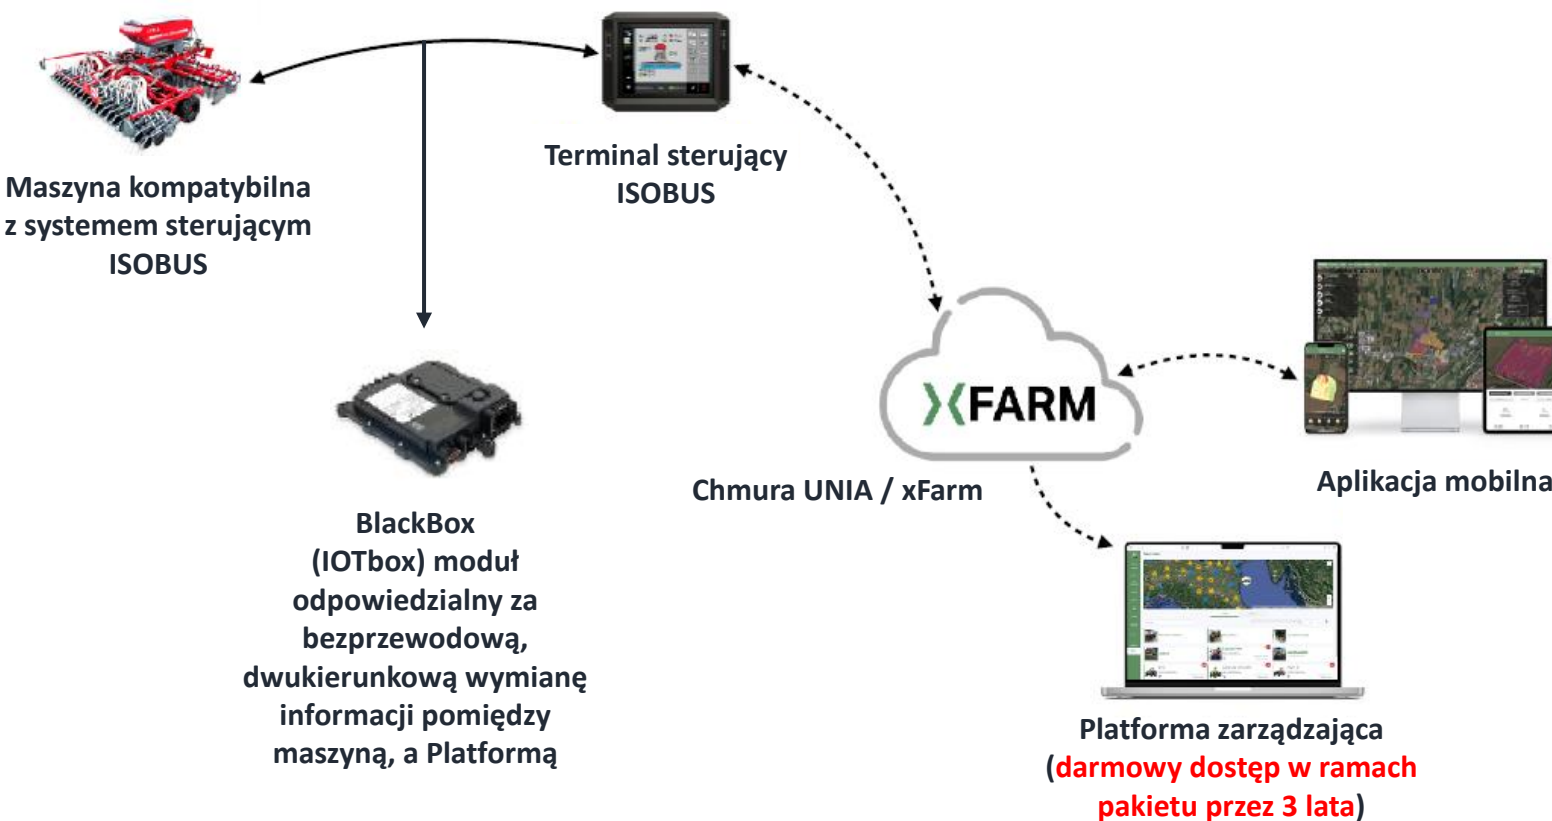 Maszyna kompatybilna
z systemem sterującym
ISOBUS
Terminal sterujący
ISOBUS
BlackBox
(IOTbox) moduł
odpowiedzialny za
bezprzewodową,
dwukierunkową wymianę
informacji pomiędzy
maszyną, a Platformą
XFARM
Chmura UNIA / xFarm
Aplikacja mobilna
Platforma zarządzająca
(darmowy dostęp w ramach
pakietu przez 3 lata)